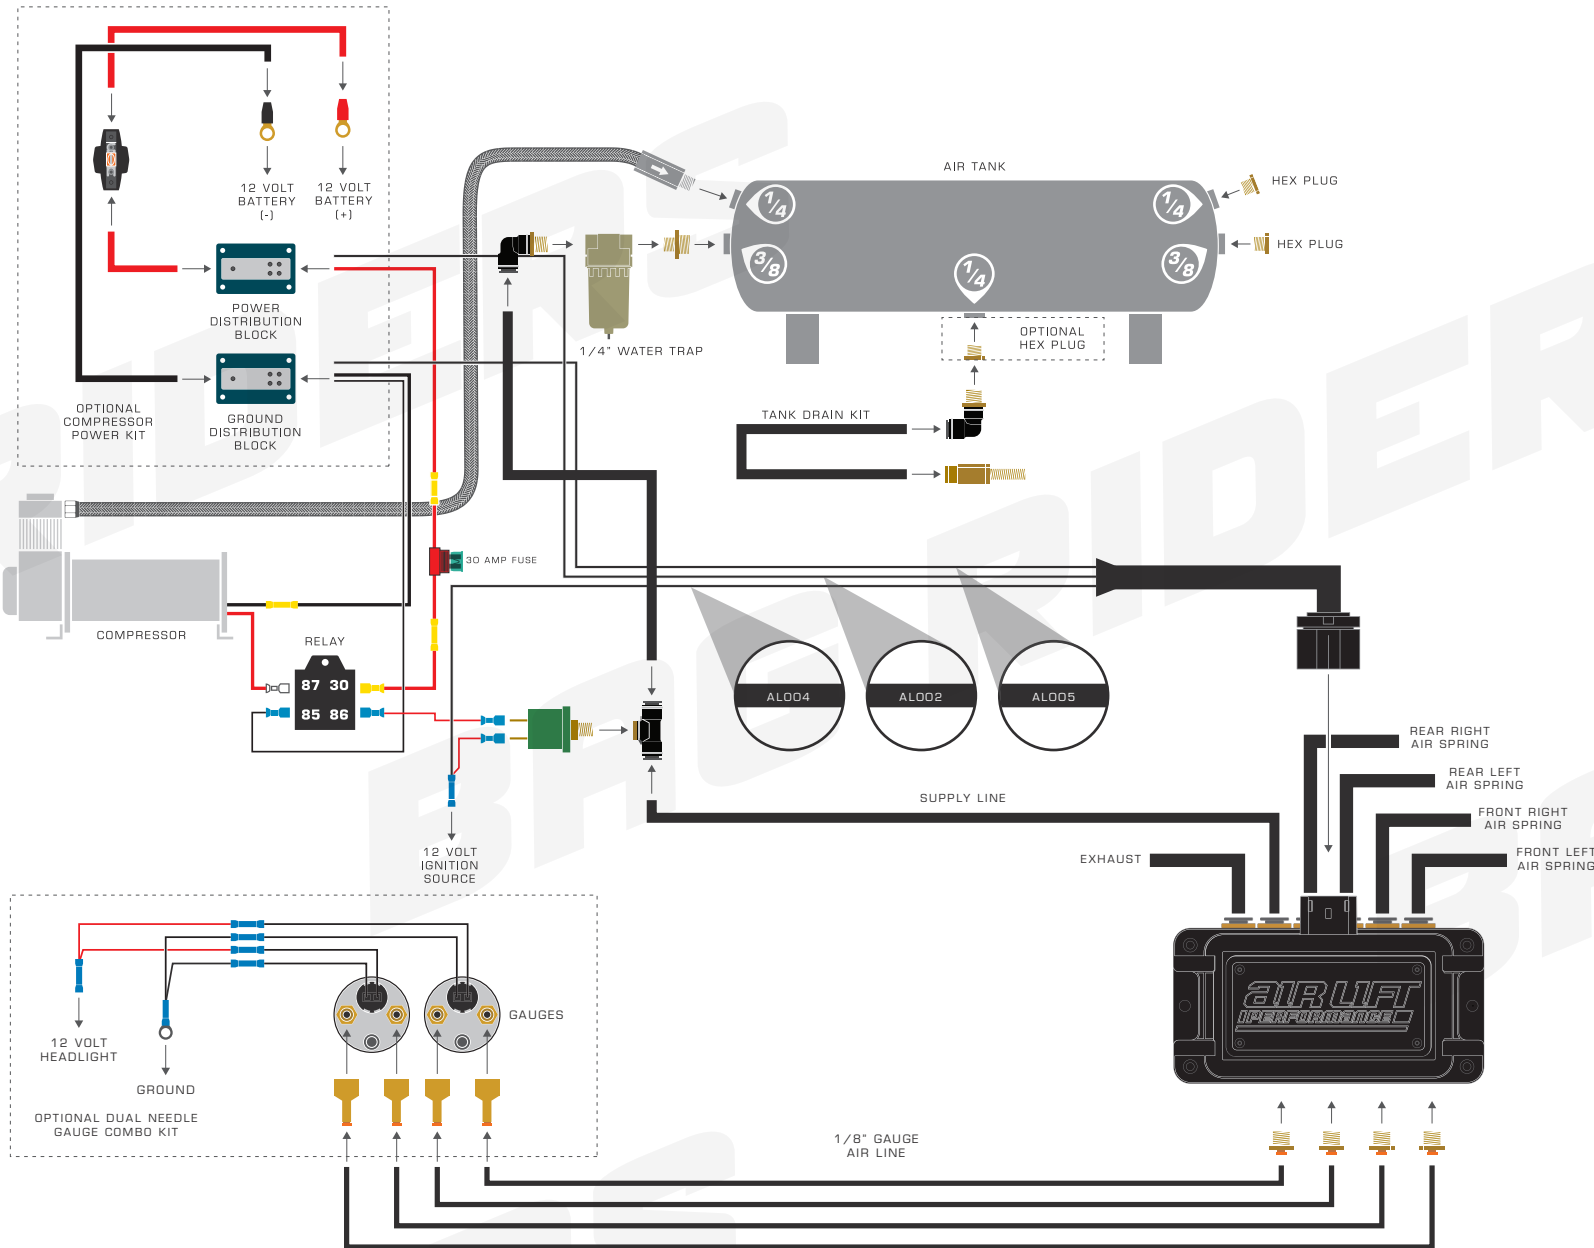 12 VOLT
BATTERY
(-)
12 VOLT
BATTERY
(+)
POWER
DISTRIBUTION
BLOCK
GROUND
DISTRIBUTION
BLOCK
OPTIONAL
COMPRESSOR
POWER KIT
AIR TANK
1/4
3/8
1/4
1/4
3/8
HEX PLUG
HEX PLUG
OPTIONAL
HEX PLUG
1/4" WATER TRAP
TANK DRAIN KIT
30 AMP FUSE
COMPRESSOR
RELAY
87 30
85 86
AL004
AL002
AL005
12 VOLT
IGNITION
SOURCE
SUPPLY LINE
EXHAUST
REAR RIGHT
AIR SPRING
REAR LEFT
AIR SPRING
FRONT RIGHT
AIR SPRING
FRONT LEFT
AIR SPRING
AIR LIFT
PERFORMANCE
GAUGES
12 VOLT
HEADLIGHT
GROUND
OPTIONAL DUAL NEEDLE
GAUGE COMBO KIT
1/8" GAUGE
AIR LINE
BAG RIDERS
BAG RIDERS